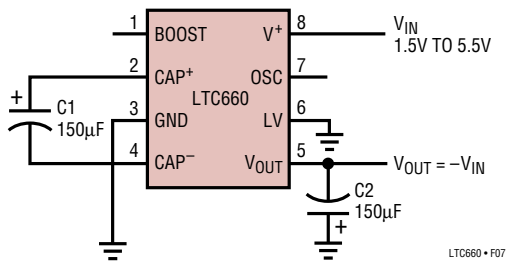 1 BOOST V+ 8
VIN
1.5V TO 5.5V
2 CAP+ OSC 7
LTC660
+
C1
150µF
3 GND LV 6
4 CAP− VOUT 5
VOUT = −VIN
C2
150µF
+
LTC660 • F07